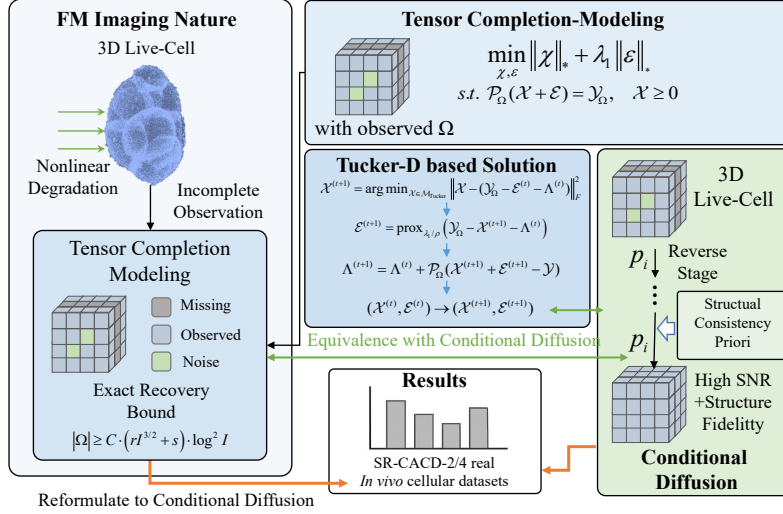 FM Imaging Nature
3D Live-Cell
Nonlinear
Degradation
Incomplete
Observation
Tensor Completion
Modeling
Missing
Observed
Noise
Exact Recovery
Bound
|Ω| ≥ C·(rI^{3/2} + s)·log² I
Reformulate to Conditional Diffusion
Tensor Completion-Modeling
min_{χ,ε} ‖χ‖_* + λ₁‖ε‖_*
s.t. 𝒫_Ω(𝒳 + ℰ) = 𝒴_Ω, 𝒳 ≥ 0
with observed Ω
Tucker-D based Solution
𝒳^{(t+1)} = arg min_{𝒳∈ℳ_Tucker} ‖𝒳 − (𝒴_Ω − ℰ^{(t)} − Λ^{(t)})‖²_F
ℰ^{(t+1)} = prox_{λ₁/ρ}(𝒴_Ω − 𝒳^{(t+1)} − Λ^{(t)})
Λ^{(t+1)} = Λ^{(t)} + 𝒫_Ω(𝒳^{(t+1)} + ℰ^{(t+1)} − 𝒴)
(𝒳^{(t)}, ℰ^{(t)}) → (𝒳^{(t+1)}, ℰ^{(t+1)})
Equivalence with Conditional Diffusion
Results
SR-CACD-2/4 real
In vivo cellular datasets
3D
Live-Cell
p_i
Reverse
Stage
Structual
Consistency
Priori
p_i
High SNR
+Structure
Fidelitty
Conditional
Diffusion